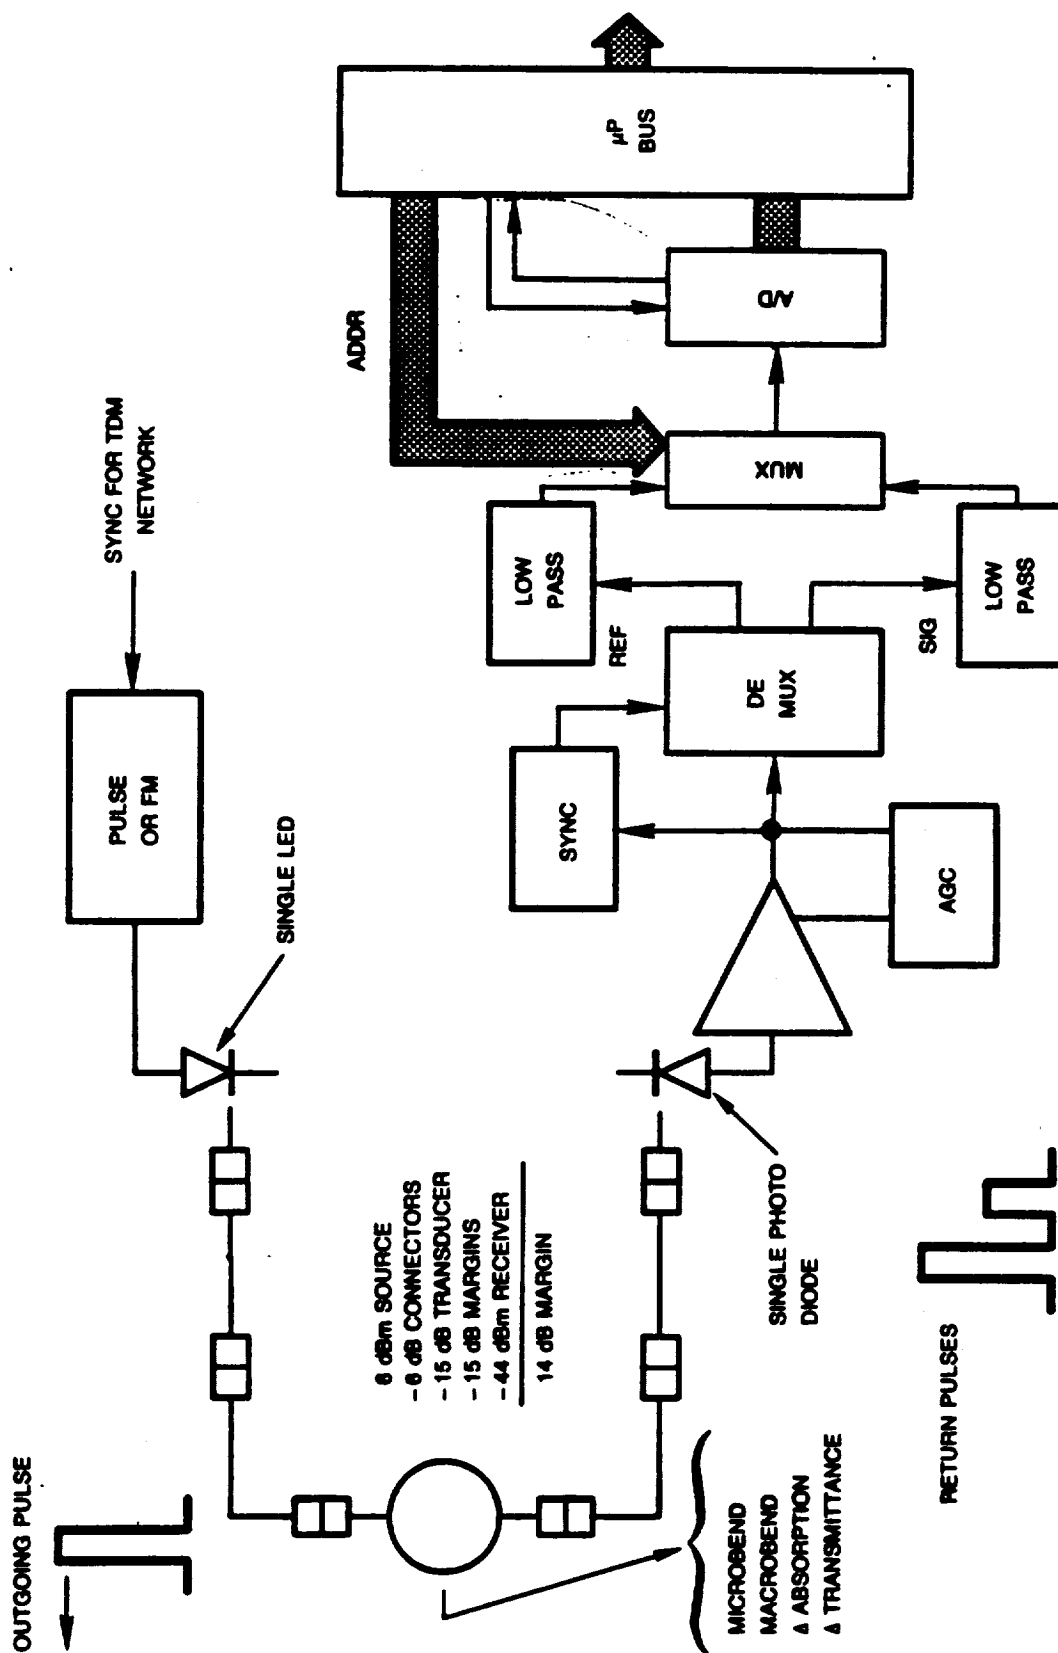 OUTGOING PULSE
SYNC FOR TDM
NETWORK
PULSE
OR FM
SINGLE LED
6 dBm SOURCE
- 6 dB CONNECTORS
- 15 dB TRANSDUCER
- 15 dB MARGINS
- 44 dBm RECEIVER
14 dB MARGIN
MICROBEND
MACROBEND
Δ ABSORPTION
Δ TRANSMITTANCE
SINGLE PHOTO
DIODE
RETURN PULSES
AGC
SYNC
DE
MUX
REF
SIG
LOW
PASS
LOW
PASS
MUX
ADDR
A/D
μP
BUS